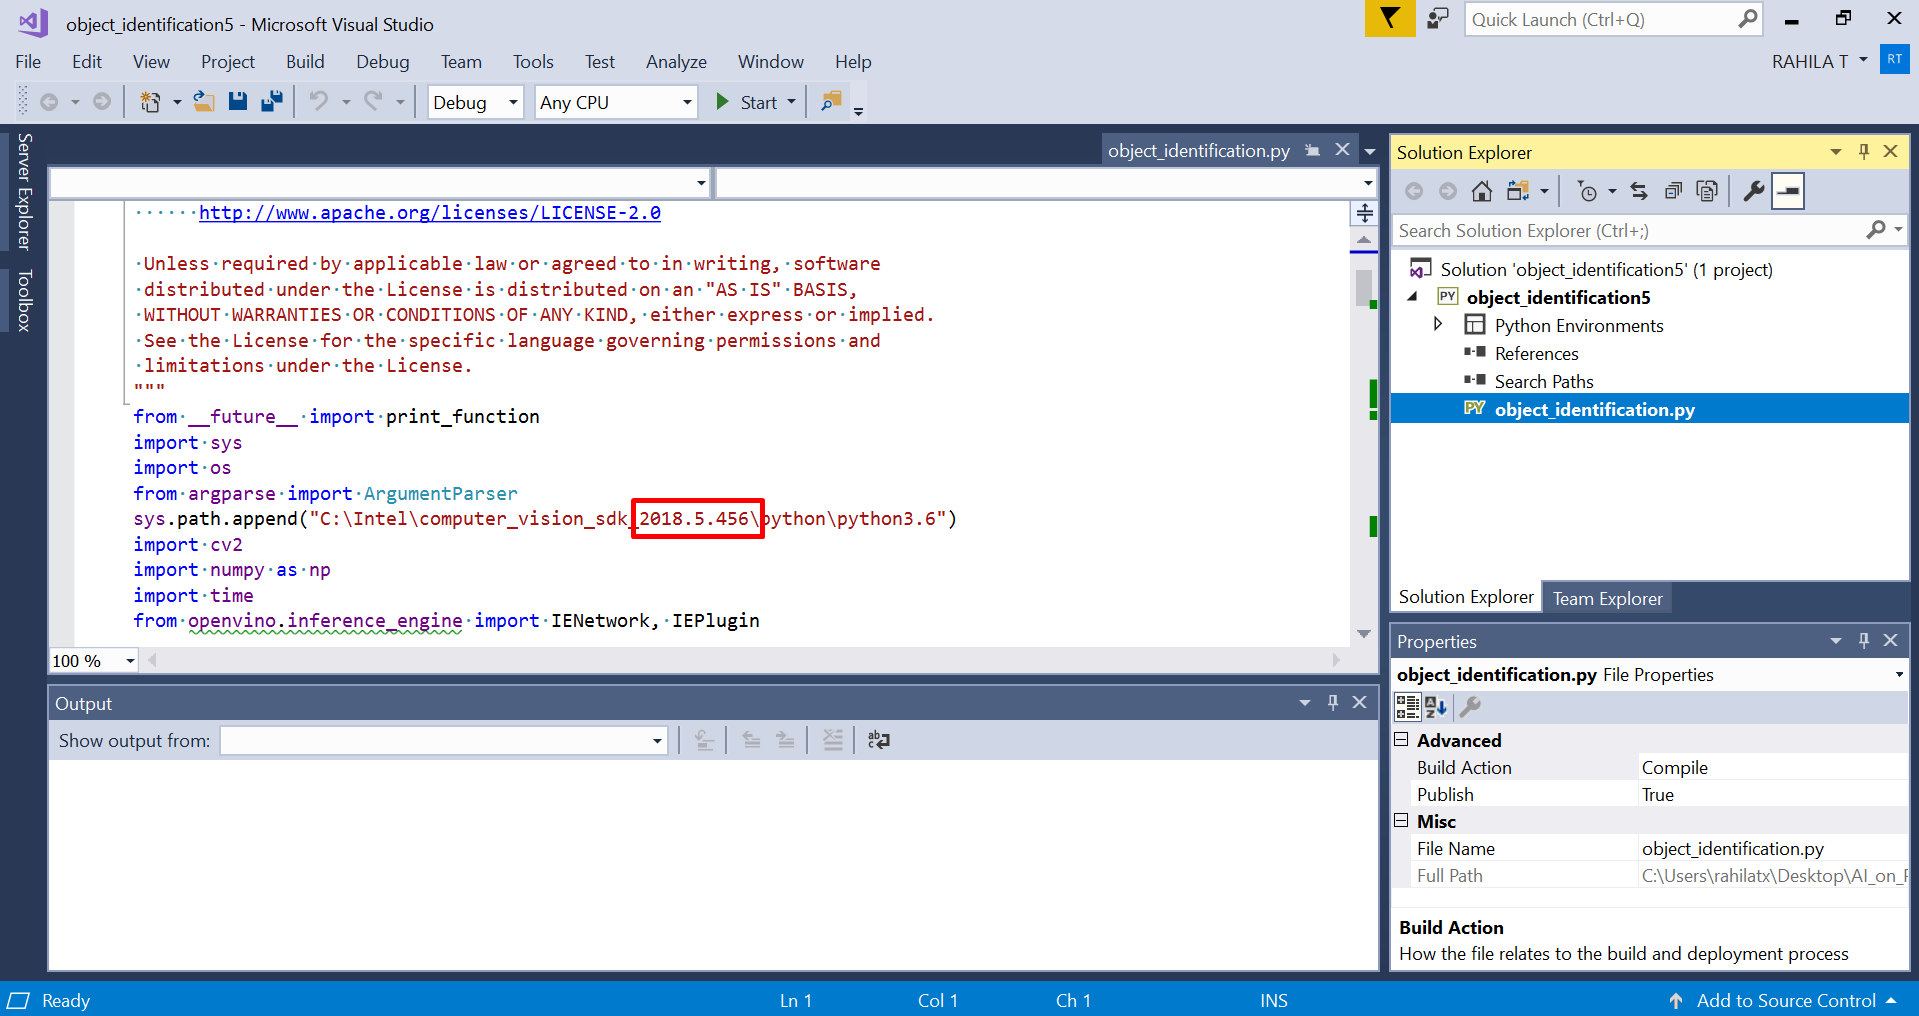 object_identification5 - Microsoft Visual Studio
Quick Launch (Ctrl+Q)
File Edit View Project Build Debug Team Tools Test Analyze Window Help
RAHILA T RT
Debug Any CPU Start
Server Explorer
Toolbox
object_identification.py
http://www.apache.org/licenses/LICENSE-2.0
Unless required by applicable law or agreed to in writing, software
distributed under the License is distributed on an "AS IS" BASIS,
WITHOUT WARRANTIES OR CONDITIONS OF ANY KIND, either express or implied.
See the License for the specific language governing permissions and
limitations under the License.
"""
from __future__ import print_function
import sys
import os
from argparse import ArgumentParser
sys.path.append("C:\Intel\computer_vision_sdk_2018.5.456\python\python3.6")
import cv2
import numpy as np
import time
from openvino.inference_engine import IENetwork, IEPlugin
100 %
Output
Show output from:
Solution Explorer
Search Solution Explorer (Ctrl+;)
Solution 'object_identification5' (1 project)
PY object_identification5
Python Environments
References
Search Paths
PY object_identification.py
Solution Explorer Team Explorer
Properties
object_identification.py File Properties
Advanced
Build Action Compile
Publish True
Misc
File Name object_identification.py
Full Path C:\Users\rahilatx\Desktop\AI_on_
Build Action
How the file relates to the build and deployment process
Ready Ln 1 Col 1 Ch 1 INS Add to Source Control